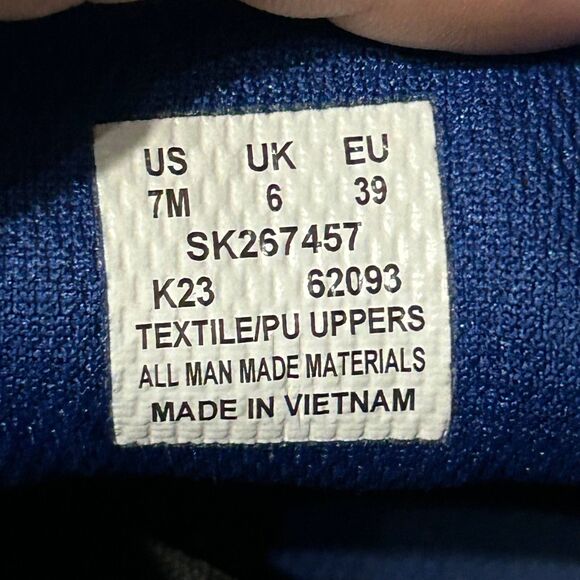 US UK EU
7M 6 39
SK267457
K23 62093
TEXTILE/PU UPPERS
ALL MAN MADE MATERIALS
MADE IN VIETNAM